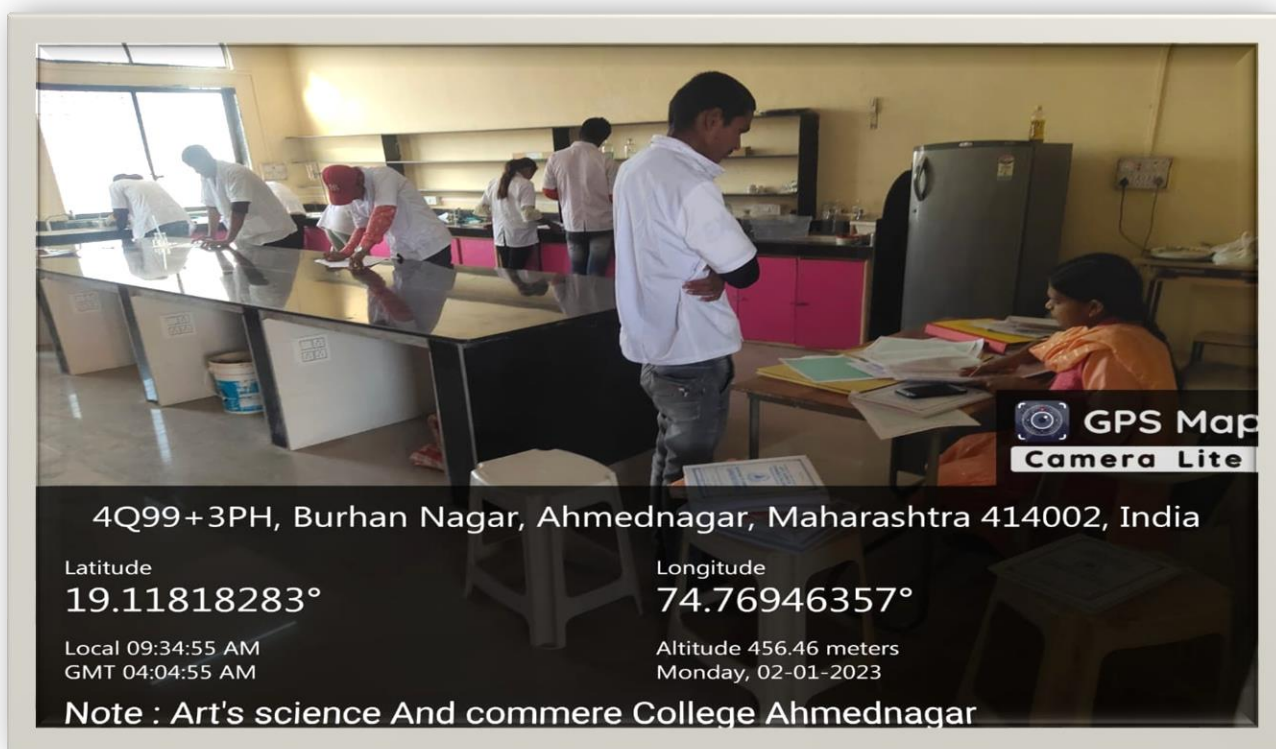 GPS Map
Camera Lite
4Q99+3PH, Burhan Nagar, Ahmednagar, Maharashtra 414002, India
Latitude
19.11818283°
Longitude
74.76946357°
Local 09:34:55 AM
GMT 04:04:55 AM
Altitude 456.46 meters
Monday, 02-01-2023
Note : Art's science And commere College Ahmednagar